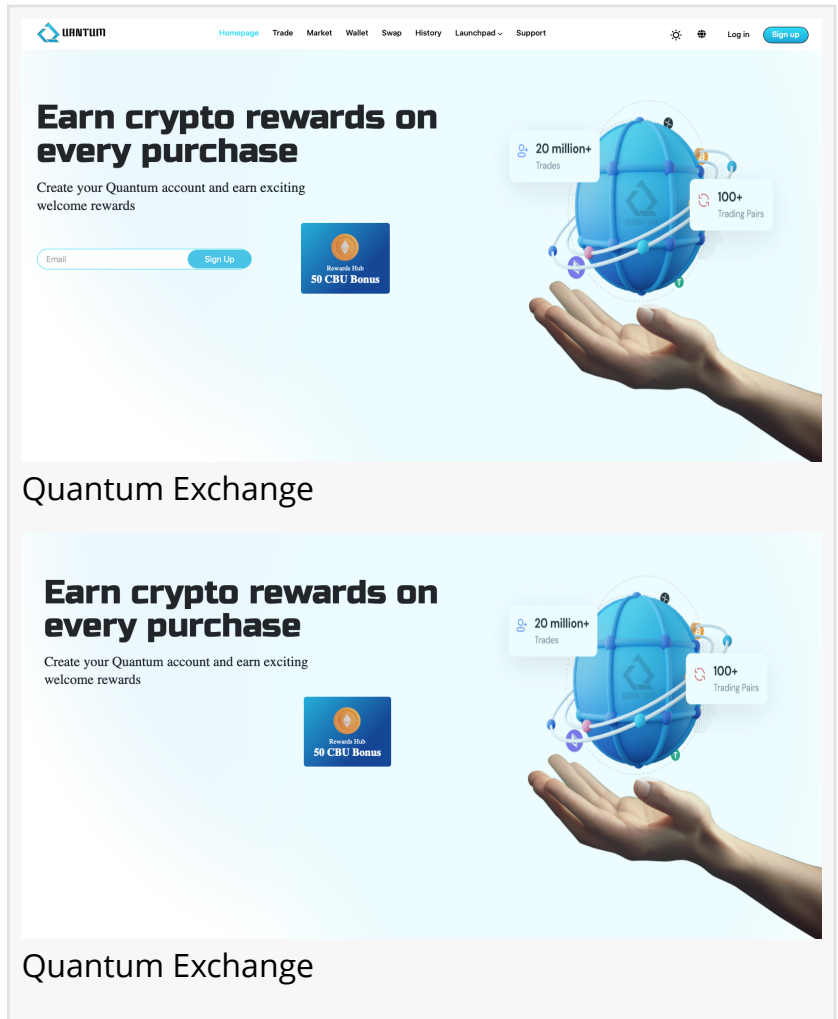 QUANTUM Homepage Trade Market Wallet Swap History Launchpad Support Log in Sign up
Earn crypto rewards on
every purchase
Create your Quantum account and earn exciting
welcome rewards
Email Sign Up
Rewards Hub
50 CBU Bonus
20 million+
Trades
100+
Trading Pairs
QUANTUM
Quantum Exchange
Earn crypto rewards on
every purchase
Create your Quantum account and earn exciting
welcome rewards
Rewards Hub
50 CBU Bonus
20 million+
Trades
100+
Trading Pairs
QUANTUM
Quantum Exchange